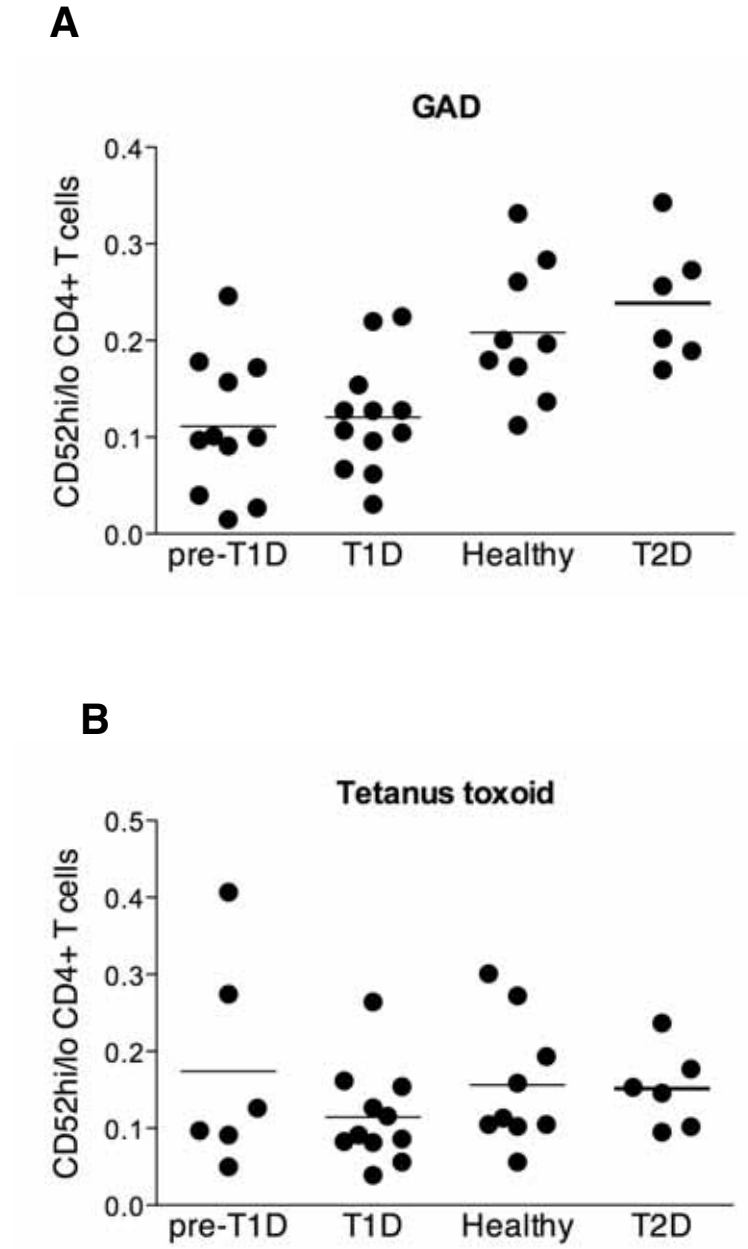 A
GAD
CD52hi/lo CD4+ T cells
0.4
0.3
0.2
0.1
0.0
pre-T1D T1D Healthy T2D
B
Tetanus toxoid
CD52hi/lo CD4+ T cells
0.5
0.4
0.3
0.2
0.1
0.0
pre-T1D T1D Healthy T2D